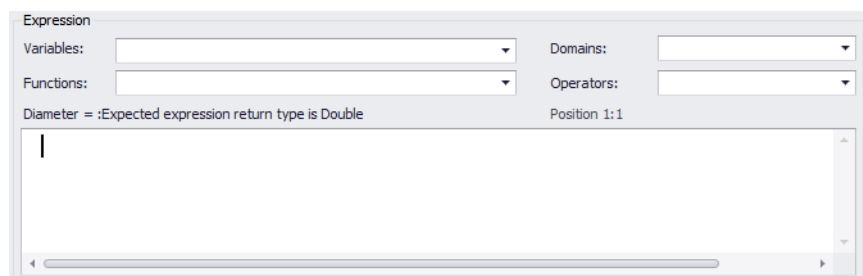 Expression
Variables: Domains:
Functions: Operators:
Diameter = :Expected expression return type is Double Position 1:1